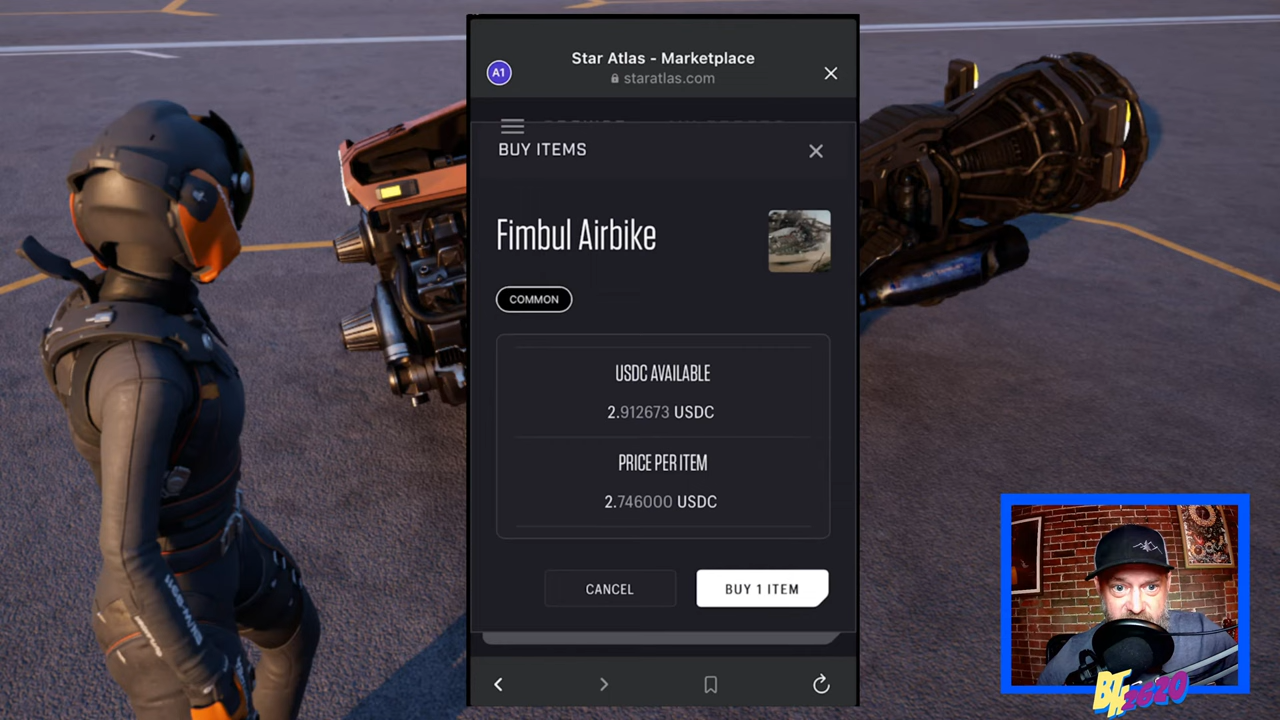 A1
Star Atlas - Marketplace
staratlas.com
BUY ITEMS
Fimbul Airbike
COMMON
USDC AVAILABLE
2.912673 USDC
PRICE PER ITEM
2.746000 USDC
CANCEL
BUY 1 ITEM
BTK2620